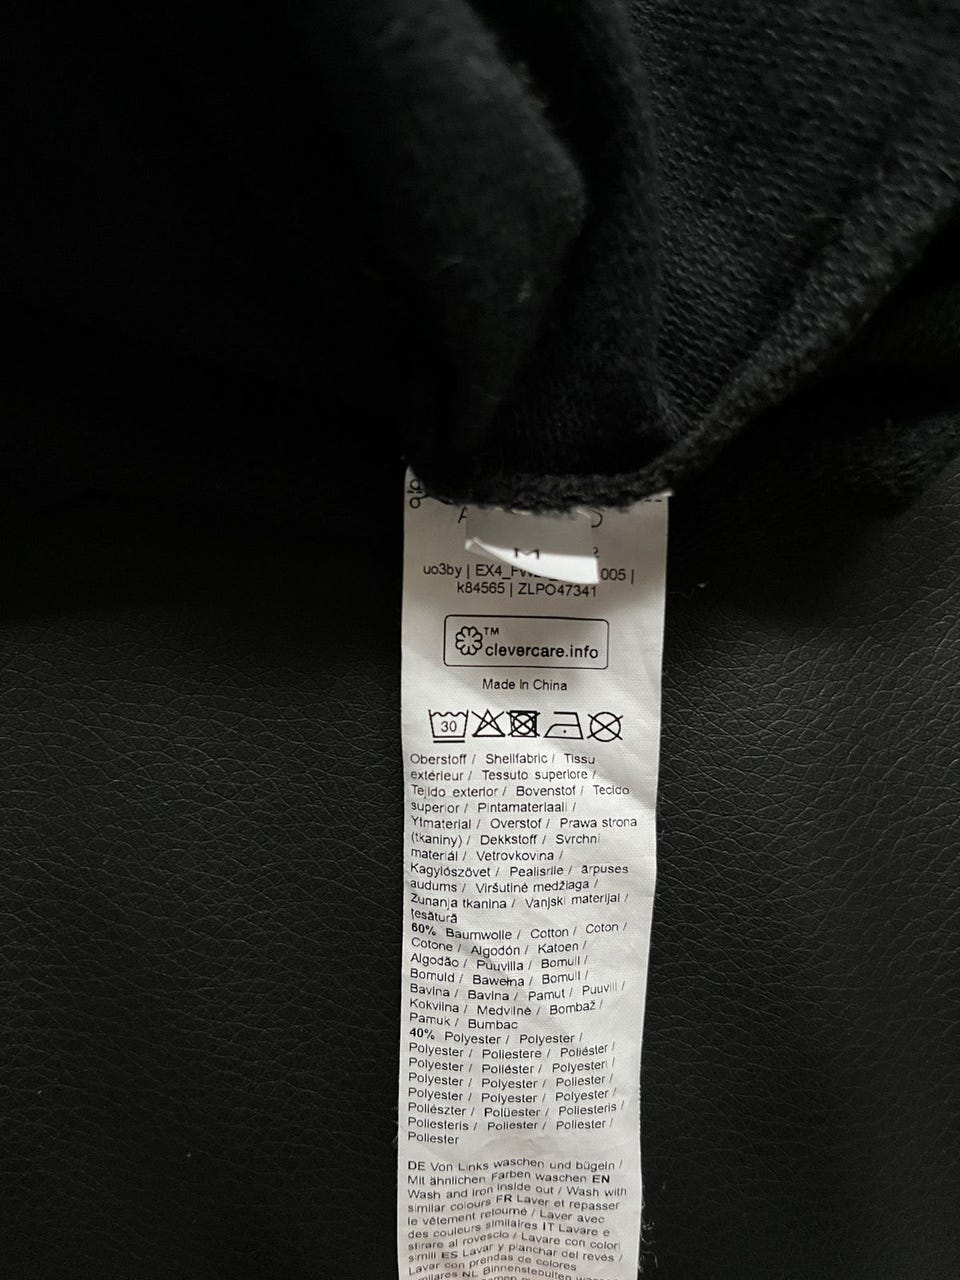 M
uo3by | EX4_ 005 |
k84565 | ZLPO47341
TM
clevercare.info
Made In China
30
Oberstoff / Shellfabric / Tissu
extérieur / Tessuto superiore /
Tejido exterior / Bovenstof / Tecido
superior / Pintamateriaali /
Ytmaterial / Overstof / Prawa strona
(tkaniny) / Dekkstoff / Svrchní
materiál / Vetrovkovina /
Kagylószövet / Pealisriie / ārpuses
audums / Viršutinė medžiaga /
Zunanja tkanina / Vanjski materijal /
țesătură
60% Baumwolle / Cotton / Coton /
Cotone / Algodón / Katoen /
Algodão / Puuvilla / Bomull /
Bomuld / Bawełna / Bomull /
Bavlna / Bavlna / Pamut / Puuvill /
Kokvilna / Medvilnė / Bombaž /
Pamuk / Bumbac
40% Polyester / Polyester /
Polyester / Poliestere / Poliéster /
Polyester / Poliéster / Polyesteri /
Polyester / Polyester / Poliester /
Polyester / Polyester / Polyester /
Poliészter / Polüester / Poliesteris /
Poliesteris / Poliester / Poliester /
Poliester
DE Von Links waschen und bügeln /
Mit ähnlichen Farben waschen EN
Wash and iron inside out / Wash with
similar colours FR Laver et repasser
le vêtement retourné / Laver avec
des couleurs similaires IT Lavare e
stirare al rovescio / Lavare con colori
simili ES Lavar y planchar del revés /
Lavar con prendas de colores
similares NL Binnenstebuiten wassen